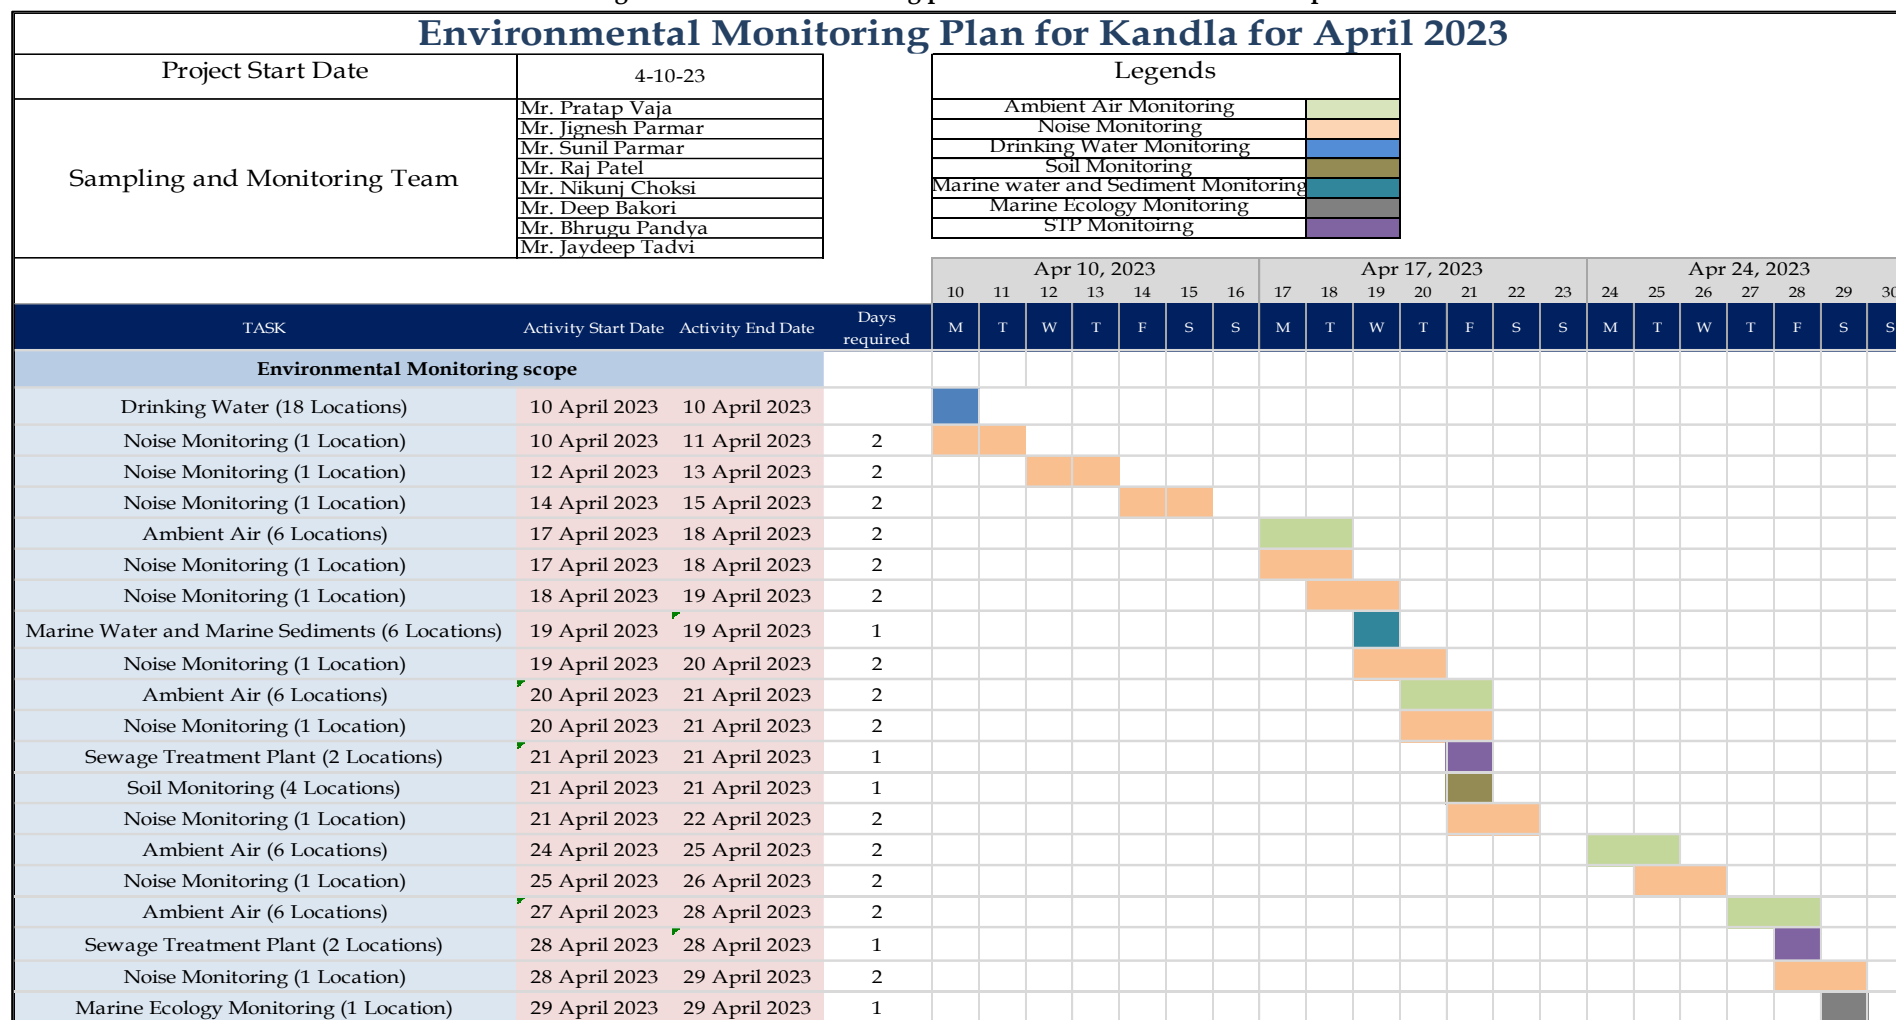 Environmental Monitoring Plan for Kandla for April 2023
Project Start Date 4-10-23 Legends
Sampling and Monitoring Team
Mr. Pratap Vaja
Mr. Jignesh Parmar
Mr. Sunil Parmar
Mr. Raj Patel
Mr. Nikunj Choksi
Mr. Deep Bakori
Mr. Bhrugu Pandya
Mr. Jaydeep Tadvi
Ambient Air Monitoring
Noise Monitoring
Drinking Water Monitoring
Soil Monitoring
Marine water and Sediment Monitoring
Marine Ecology Monitoring
STP Monitoirng
Apr 10, 2023 Apr 17, 2023 Apr 24, 2023
10 11 12 13 14 15 16 17 18 19 20 21 22 23 24 25 26 27 28 29 30
TASK Activity Start Date Activity End Date Days required M T W T F S S M T W T F S S M T W T F S S
Environmental Monitoring scope
Drinking Water (18 Locations) 10 April 2023 10 April 2023
Noise Monitoring (1 Location) 10 April 2023 11 April 2023 2
Noise Monitoring (1 Location) 12 April 2023 13 April 2023 2
Noise Monitoring (1 Location) 14 April 2023 15 April 2023 2
Ambient Air (6 Locations) 17 April 2023 18 April 2023 2
Noise Monitoring (1 Location) 17 April 2023 18 April 2023 2
Noise Monitoring (1 Location) 18 April 2023 19 April 2023 2
Marine Water and Marine Sediments (6 Locations) 19 April 2023 19 April 2023 1
Noise Monitoring (1 Location) 19 April 2023 20 April 2023 2
Ambient Air (6 Locations) 20 April 2023 21 April 2023 2
Noise Monitoring (1 Location) 20 April 2023 21 April 2023 2
Sewage Treatment Plant (2 Locations) 21 April 2023 21 April 2023 1
Soil Monitoring (4 Locations) 21 April 2023 21 April 2023 1
Noise Monitoring (1 Location) 21 April 2023 22 April 2023 2
Ambient Air (6 Locations) 24 April 2023 25 April 2023 2
Noise Monitoring (1 Location) 25 April 2023 26 April 2023 2
Ambient Air (6 Locations) 27 April 2023 28 April 2023 2
Sewage Treatment Plant (2 Locations) 28 April 2023 28 April 2023 1
Noise Monitoring (1 Location) 28 April 2023 29 April 2023 2
Marine Ecology Monitoring (1 Location) 29 April 2023 29 April 2023 1